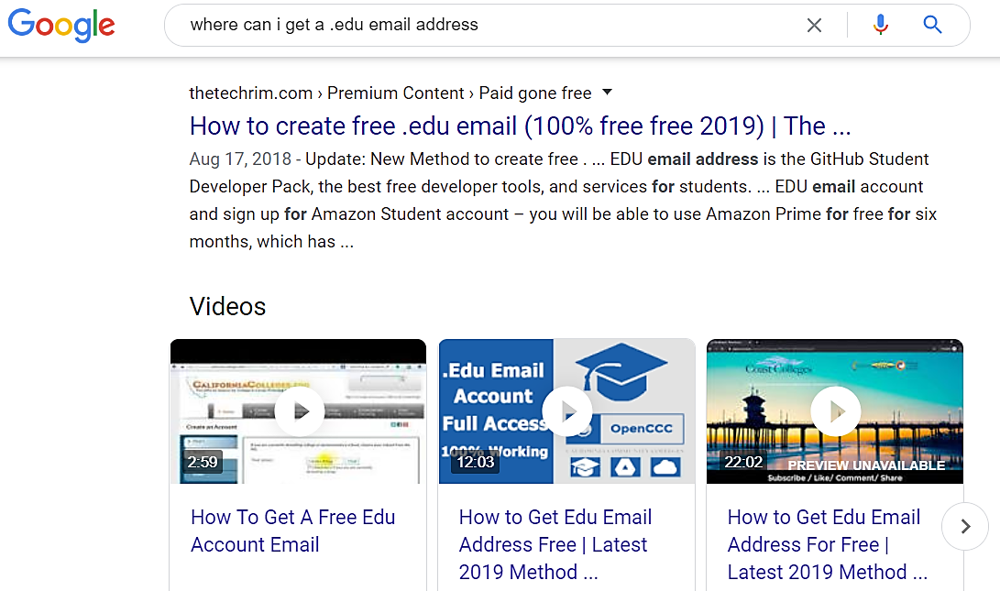 Google
where can i get a .edu email address
thetechrim.com › Premium Content › Paid gone free
How to create free .edu email (100% free free 2019) | The ...
Aug 17, 2018 - Update: New Method to create free . ... EDU email address is the GitHub Student
Developer Pack, the best free developer tools, and services for students. ... EDU email account
and sign up for Amazon Student account – you will be able to use Amazon Prime for free for six
months, which has ...
Videos
CaliforniaColleges.edu
Create an Account
2:59
.Edu Email
Account
Full Access
100% Working
OpenCCC
CALIFORNIA COMMUNITY COLLEGES
12:03
Coast Colleges
22:02
PREVIEW UNAVAILABLE
Subscribe / Like/ Comment/ Share
How To Get A Free Edu
Account Email
How to Get Edu Email
Address Free | Latest
2019 Method ...
How to Get Edu Email
Address For Free |
Latest 2019 Method ...